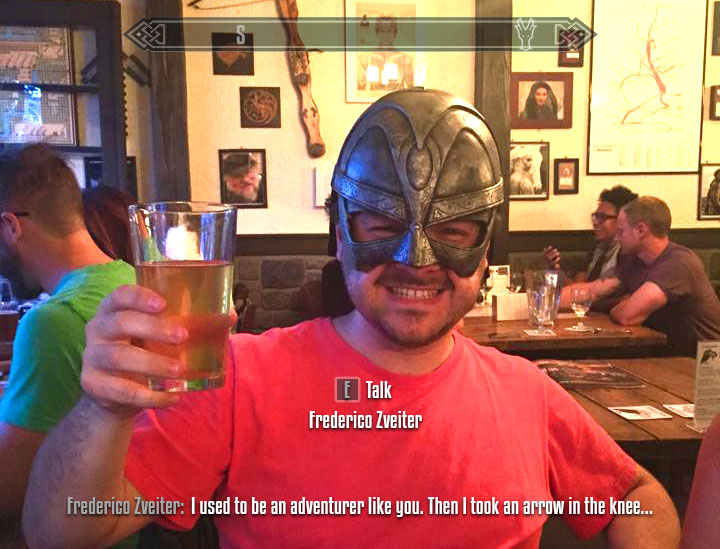 S
E Talk
Frederico Zveiter
Frederico Zveiter: I used to be an adventurer like you. Then I took an arrow in the knee...